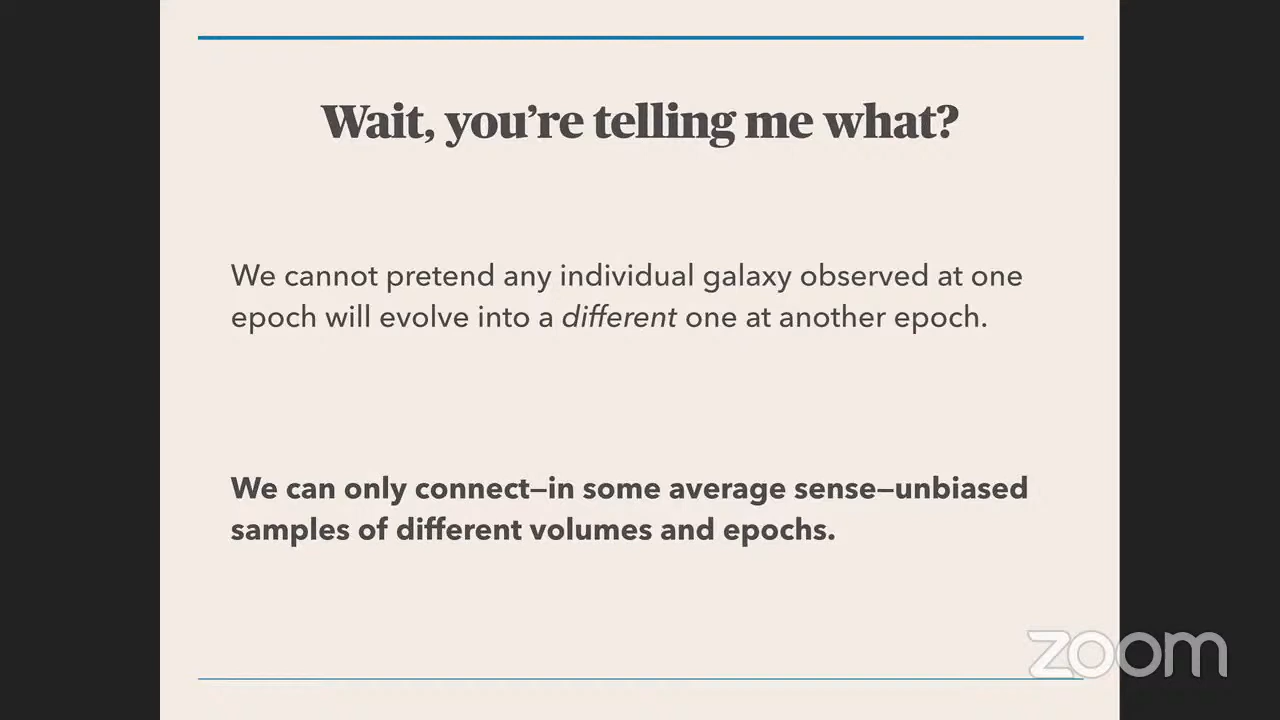 Wait, you’re telling me what?
We cannot pretend any individual galaxy observed at one
epoch will evolve into a different one at another epoch.
We can only connect—in some average sense—unbiased
samples of different volumes and epochs.
zoom